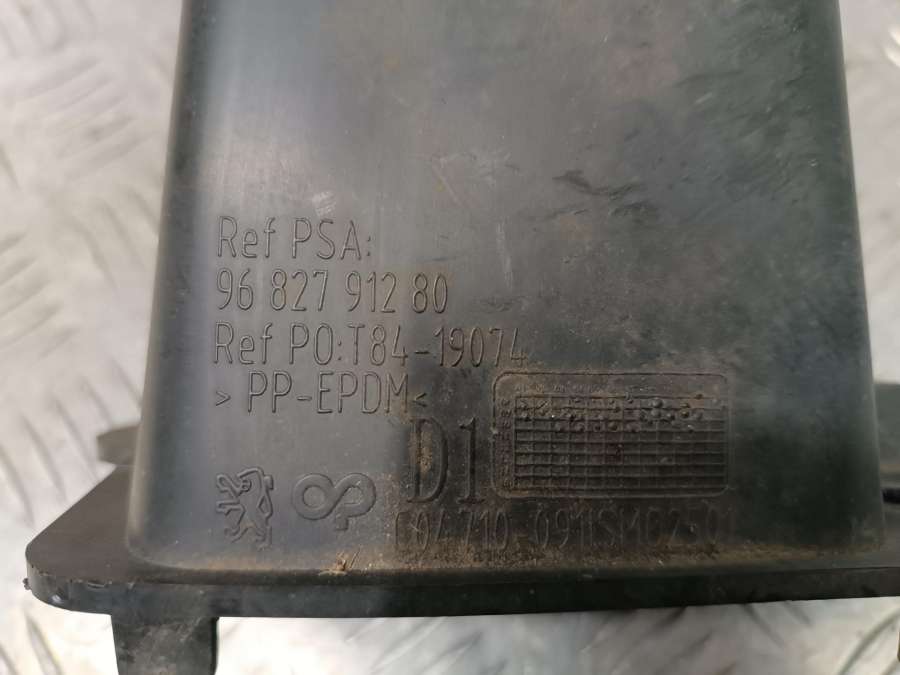 Ref PSA:
96 827 912 80
Ref PO:T84-19074
> PP-EPDM<
D1